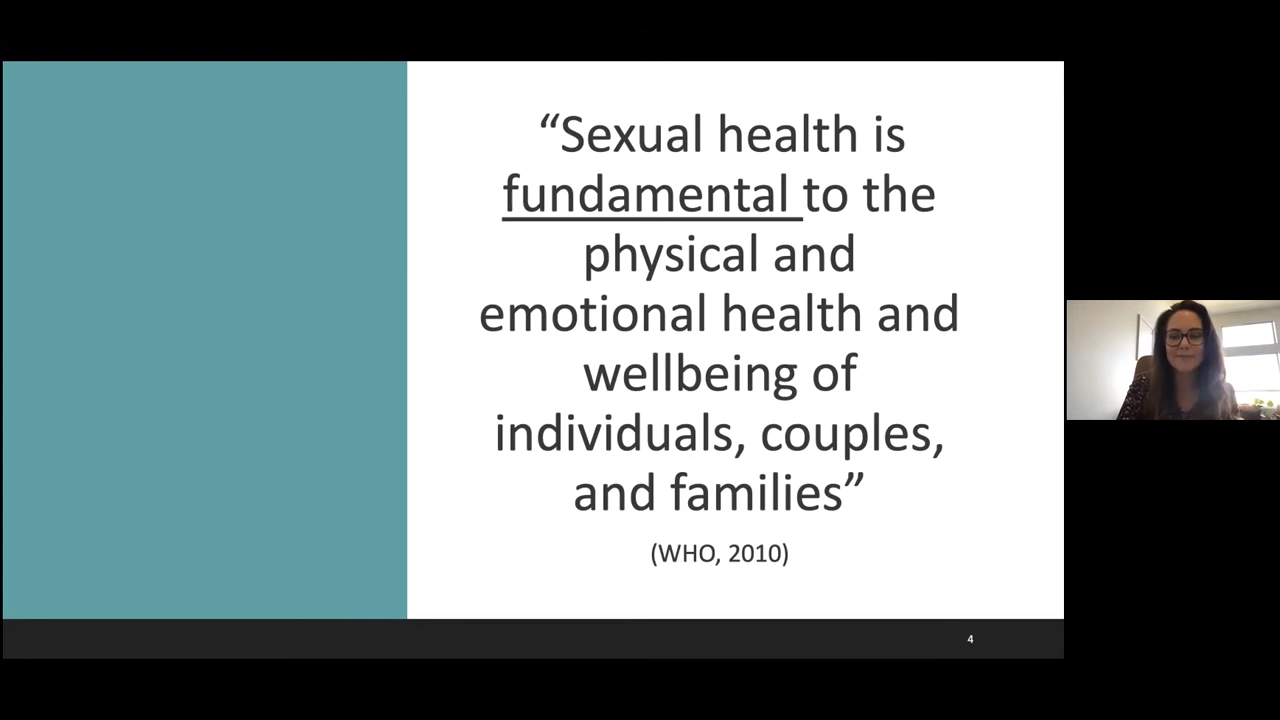 “Sexual health is
fundamental to the
physical and
emotional health and
wellbeing of
individuals, couples,
and families”
(WHO, 2010)
4